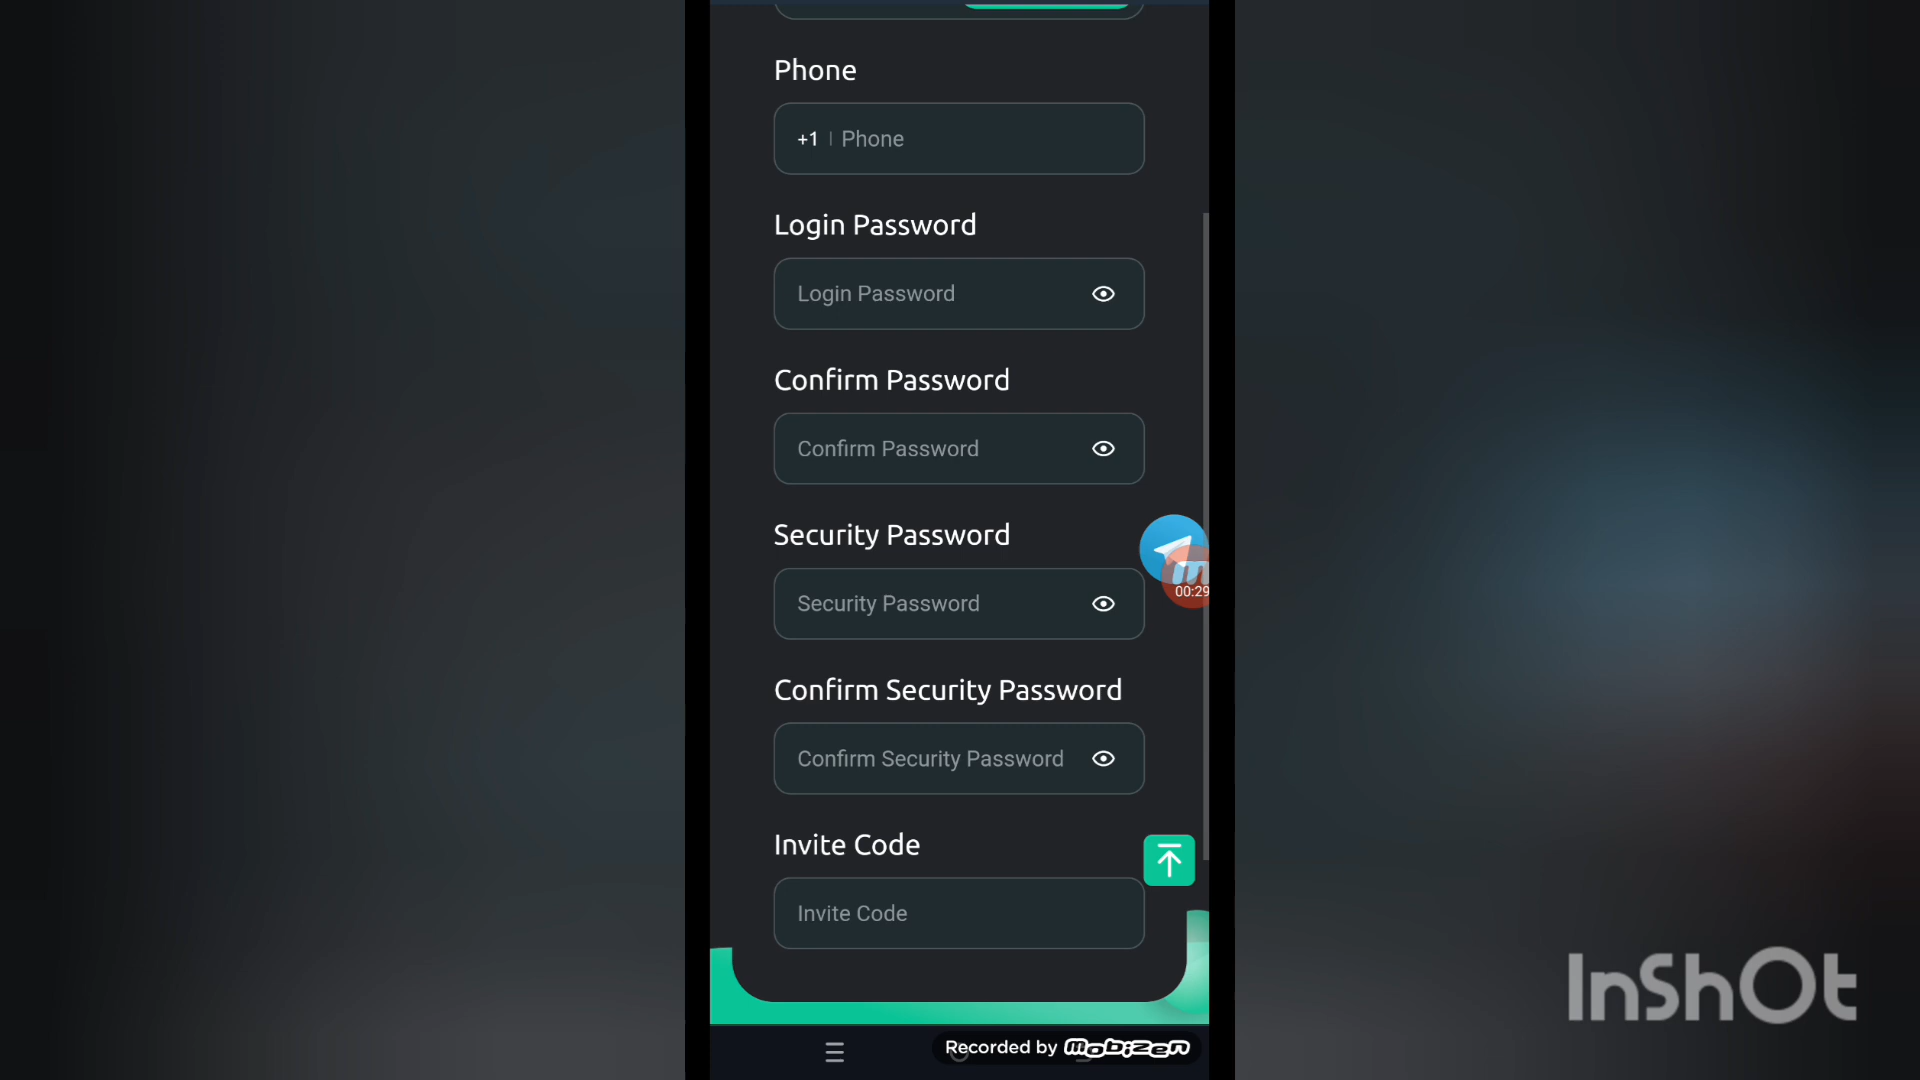 Phone
+1 Phone
Login Password
Login Password
Confirm Password
Confirm Password
Security Password
Security Password
00:29
Confirm Security Password
Confirm Security Password
Invite Code
Invite Code
Recorded by mobizen
InShOt